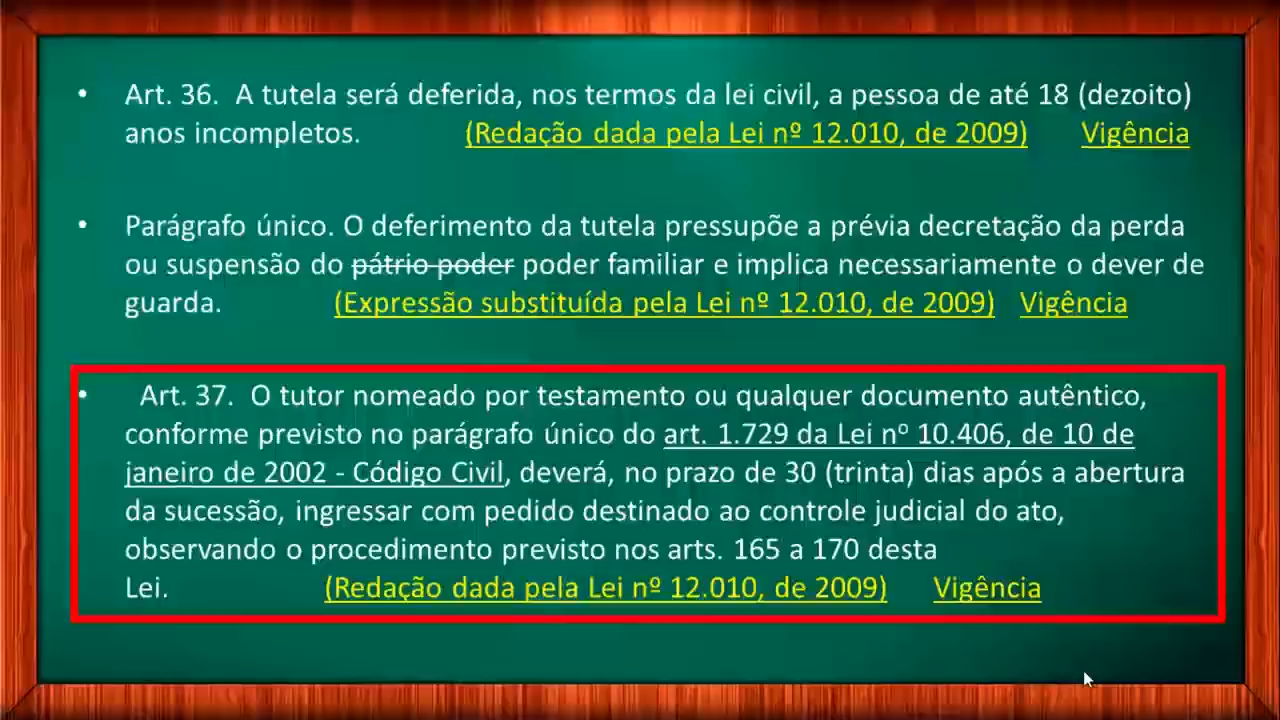 • Art. 36. A tutela será deferida, nos termos da lei civil, a pessoa de até 18 (dezoito)
anos incompletos. (Redação dada pela Lei nº 12.010, de 2009) Vigência
• Parágrafo único. O deferimento da tutela pressupõe a prévia decretação da perda
ou suspensão do pátrio poder poder familiar e implica necessariamente o dever de
guarda. (Expressão substituída pela Lei nº 12.010, de 2009) Vigência
• Art. 37. O tutor nomeado por testamento ou qualquer documento autêntico,
conforme previsto no parágrafo único do art. 1.729 da Lei nº 10.406, de 10 de
janeiro de 2002 - Código Civil, deverá, no prazo de 30 (trinta) dias após a abertura
da sucessão, ingressar com pedido destinado ao controle judicial do ato,
observando o procedimento previsto nos arts. 165 a 170 desta
Lei. (Redação dada pela Lei nº 12.010, de 2009) Vigência